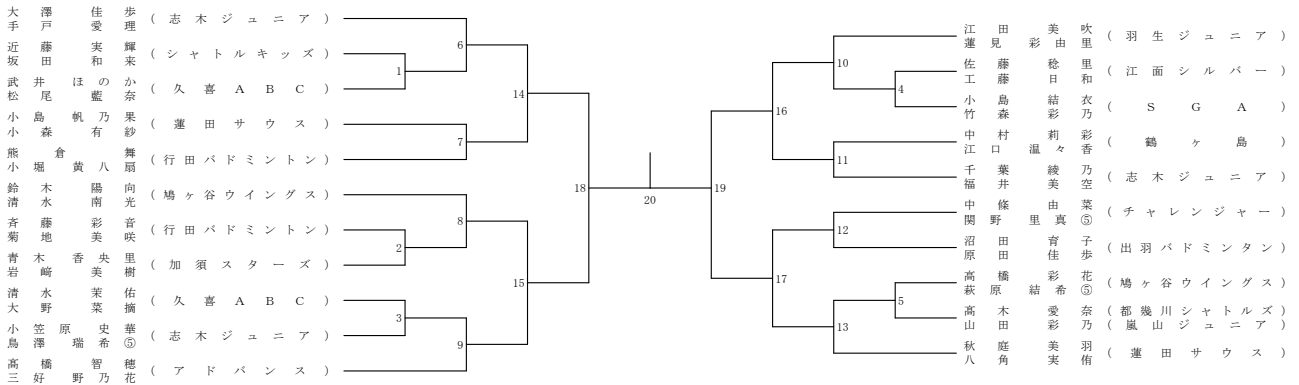 大澤佳歩
手戸愛理
(志木ジュニア)
近藤実輝
坂田和来
(シャトルキッズ)
武井ほのか
松尾藍奈
(久喜ABC)
小島帆乃果
小森有紗
(蓮田サウス)
熊倉舞
小堀黄八扇
(行田バドミントン)
鈴木陽向
清水南光
(鳩ヶ谷ウイングス)
斉藤彩音
菊地美咲
(行田バドミントン)
青木香央里
岩﨑美樹
(加須スターズ)
清水茉佑
大野菜摘
(久喜ABC)
小笠原史華
鳥澤瑞希⑤
(志木ジュニア)
髙橋智穂
三好野乃花
(アドバンス)
6
1
14
7
18
8
2
15
3
9
20
19
10
4
16
11
12
17
5
13
江田美吹
蓮見彩由里
(羽生ジュニア)
佐藤稔里
工藤日和
(江面シルバー)
小島結衣
竹森彩乃
(SGA)
中村莉彩
江口温々香
(鶴ヶ島)
千葉綾乃
福井美空
(志木ジュニア)
中條由菜
関野里真⑤
(チャレンジャー)
沼田育子
原田佳歩
(出羽バドミンタン)
髙橋彩花
萩原結希⑤
(鳩ヶ谷ウイングス)
髙木愛奈
山田彩乃
(都幾川シャトルズ)
(嵐山ジュニア)
秋庭美羽
八角実侑
(蓮田サウス)